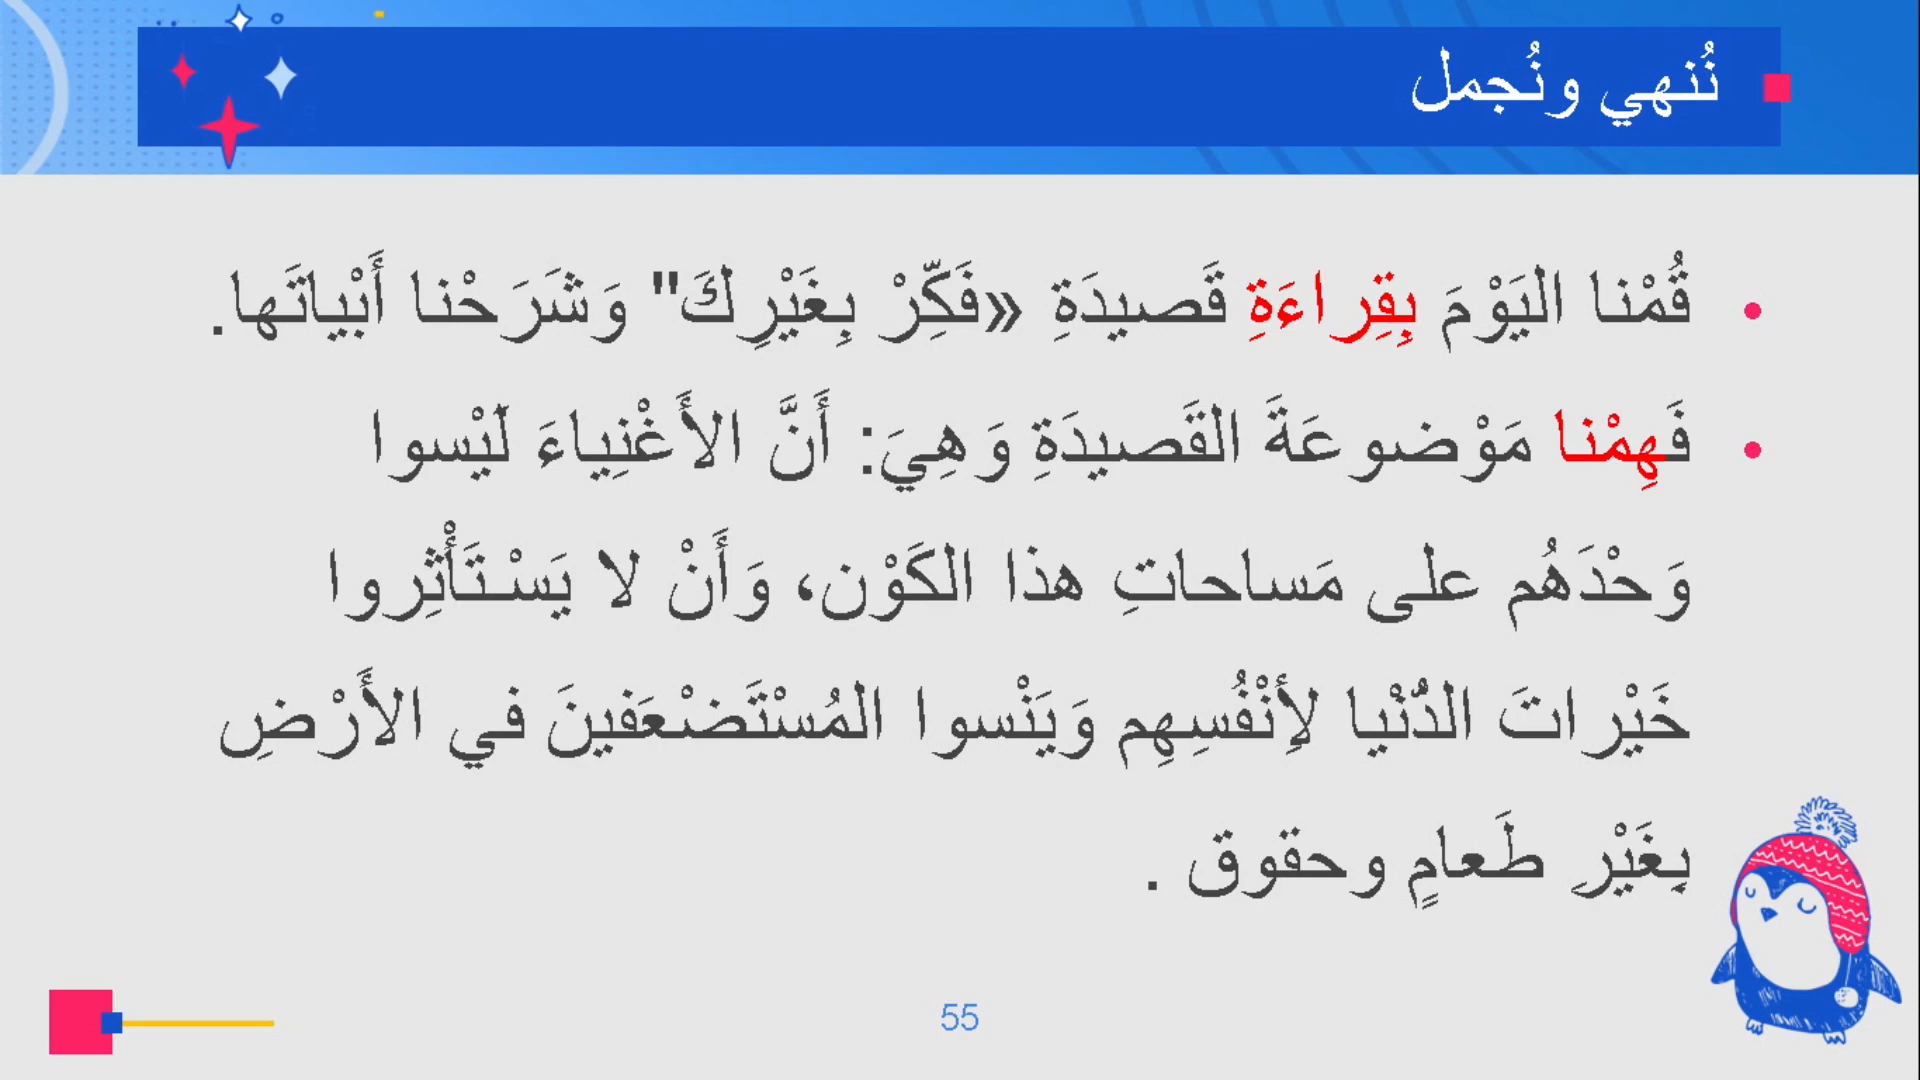 نُنهي ونُجمل
قُمْنا اليَوْمَ بِقِراءَةِ قَصيدَةِ «فَكِّرْ بِغَيْرِكَ" وَشَرَحْنا أَبْياتَها.
فَهِمْنا مَوْضوعَةَ القَصيدَةِ وَهِيَ: أَنَّ الأَغْنِياءَ لَيْسوا
وَحْدَهُم على مَساحاتِ هذا الكَوْن، وَأَنْ لا يَسْتَأْثِروا
خَيْراتَ الدُّنْيا لِأَنْفُسِهِم وَيَنْسوا المُسْتَضْعَفينَ في الأَرْضِ
بِغَيْرِ طَعامٍ وحقوق .
55